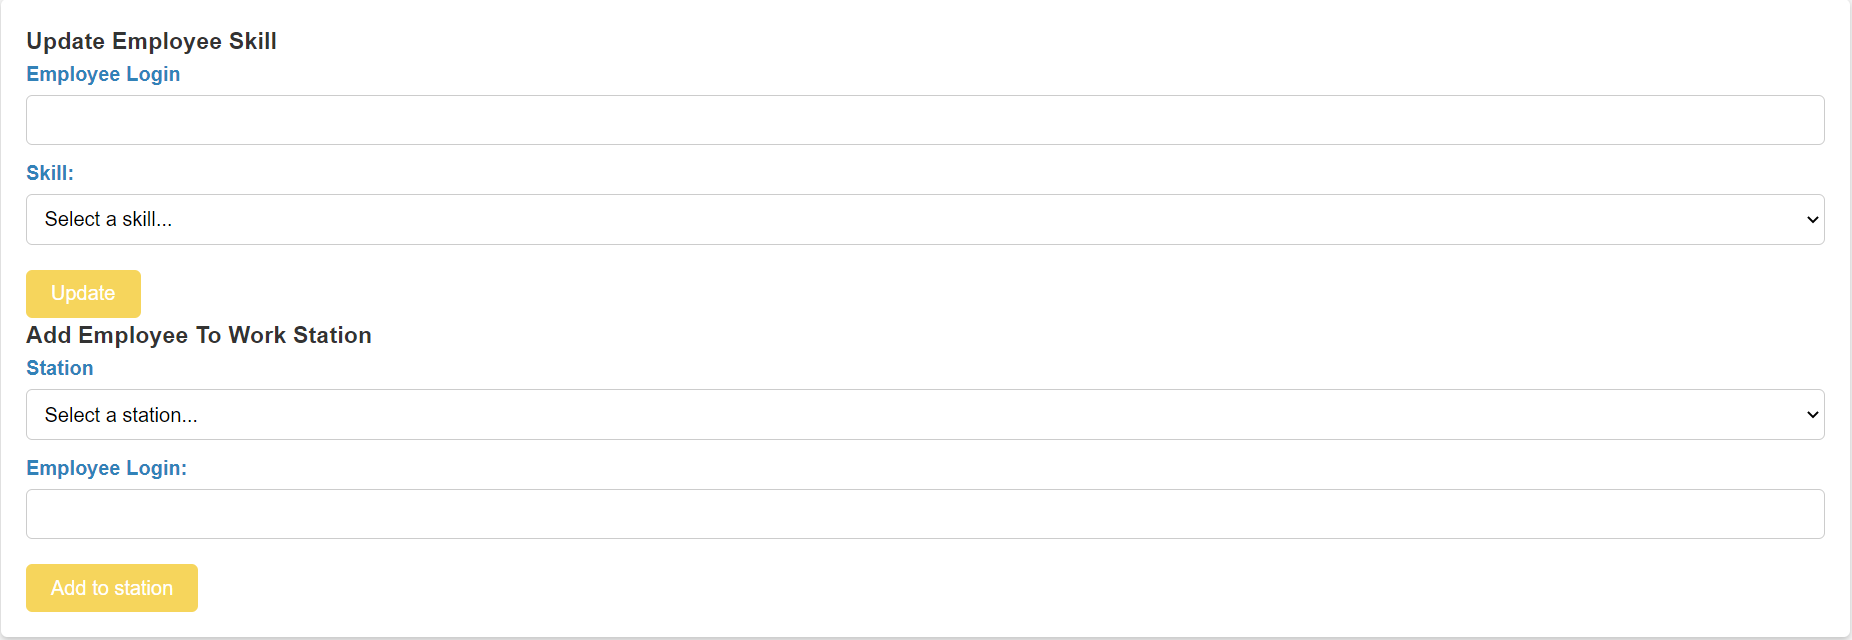 Update Employee Skill
Employee Login
Skill:
Select a skill...
Update
Add Employee To Work Station
Station
Select a station...
Employee Login:
Add to station